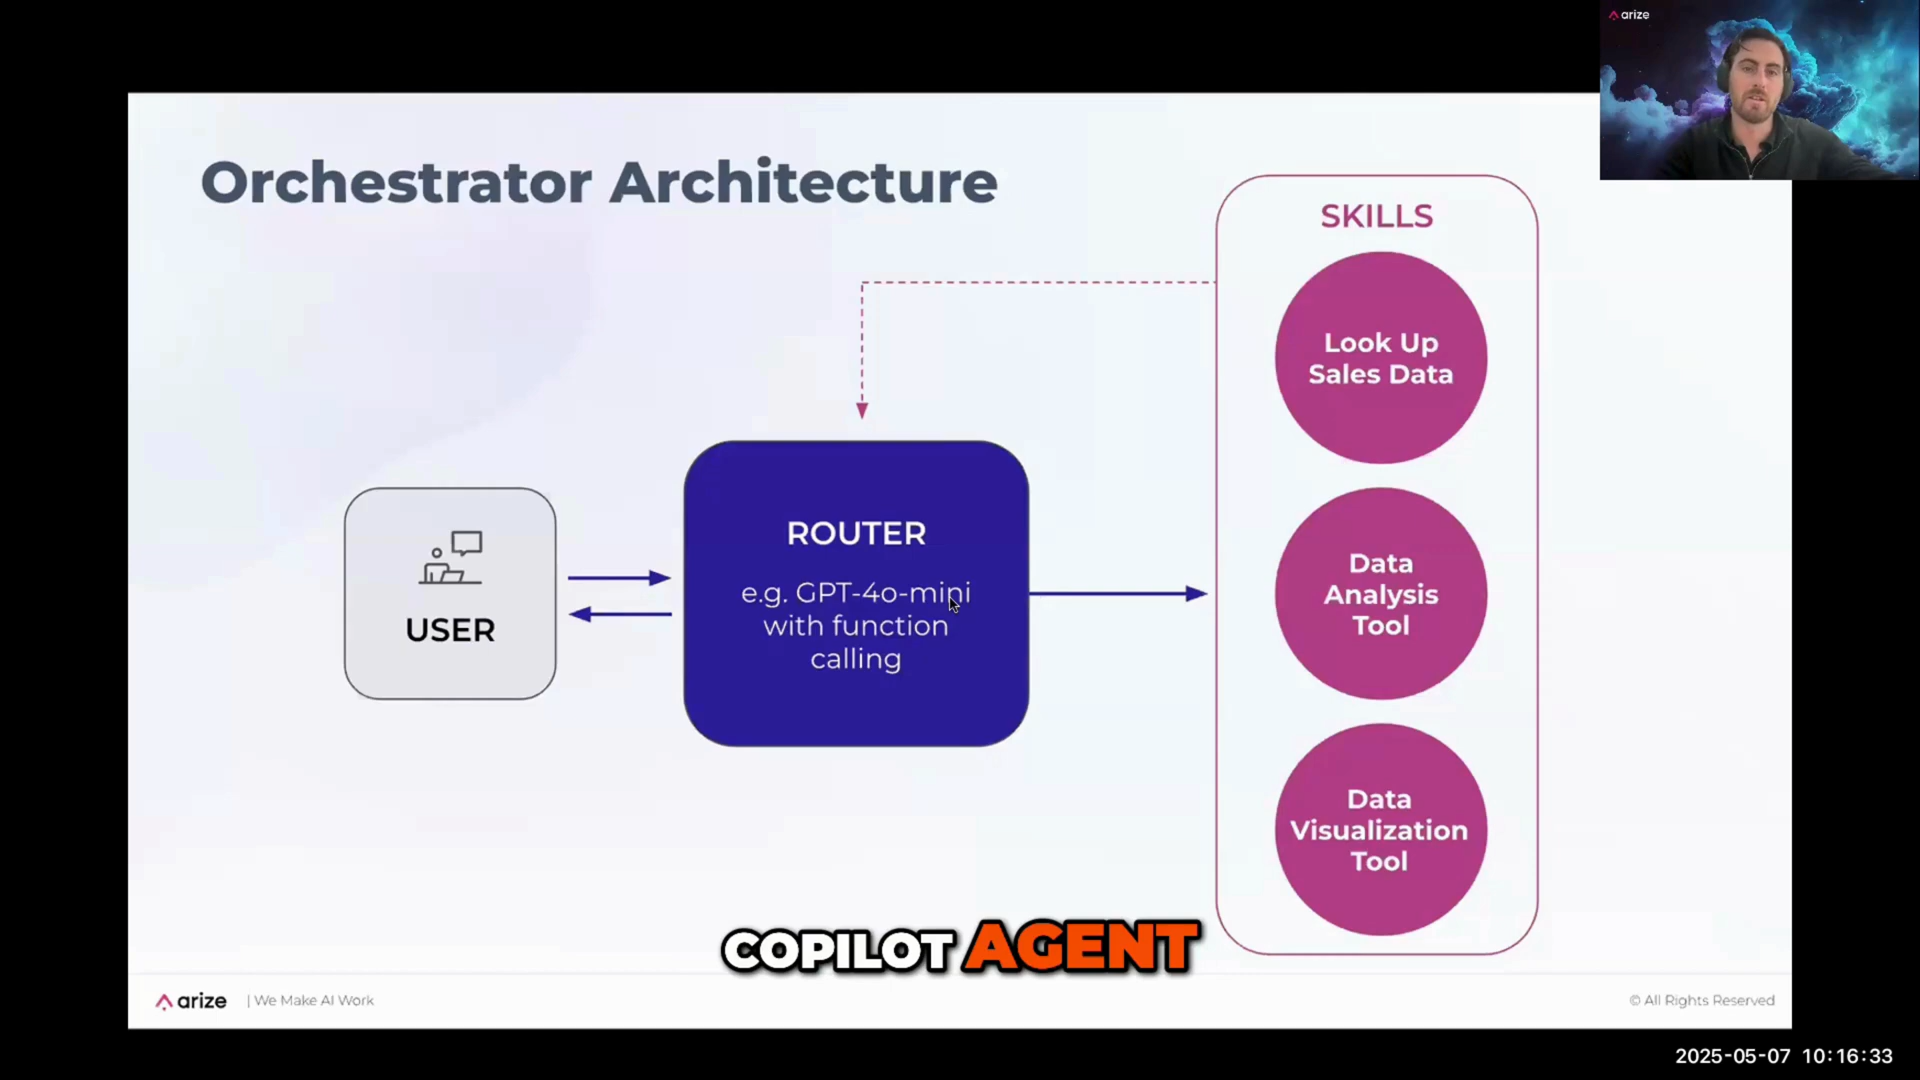 arize
Orchestrator Architecture
SKILLS
Look Up
Sales Data
ROUTER
e.g. GPT-4o-mini
with function
calling
USER
Data
Analysis
Tool
Data
Visualization
Tool
COPILOT AGENT
arize | We Make AI Work
© All Rights Reserved
2025-05-07 10:16:33